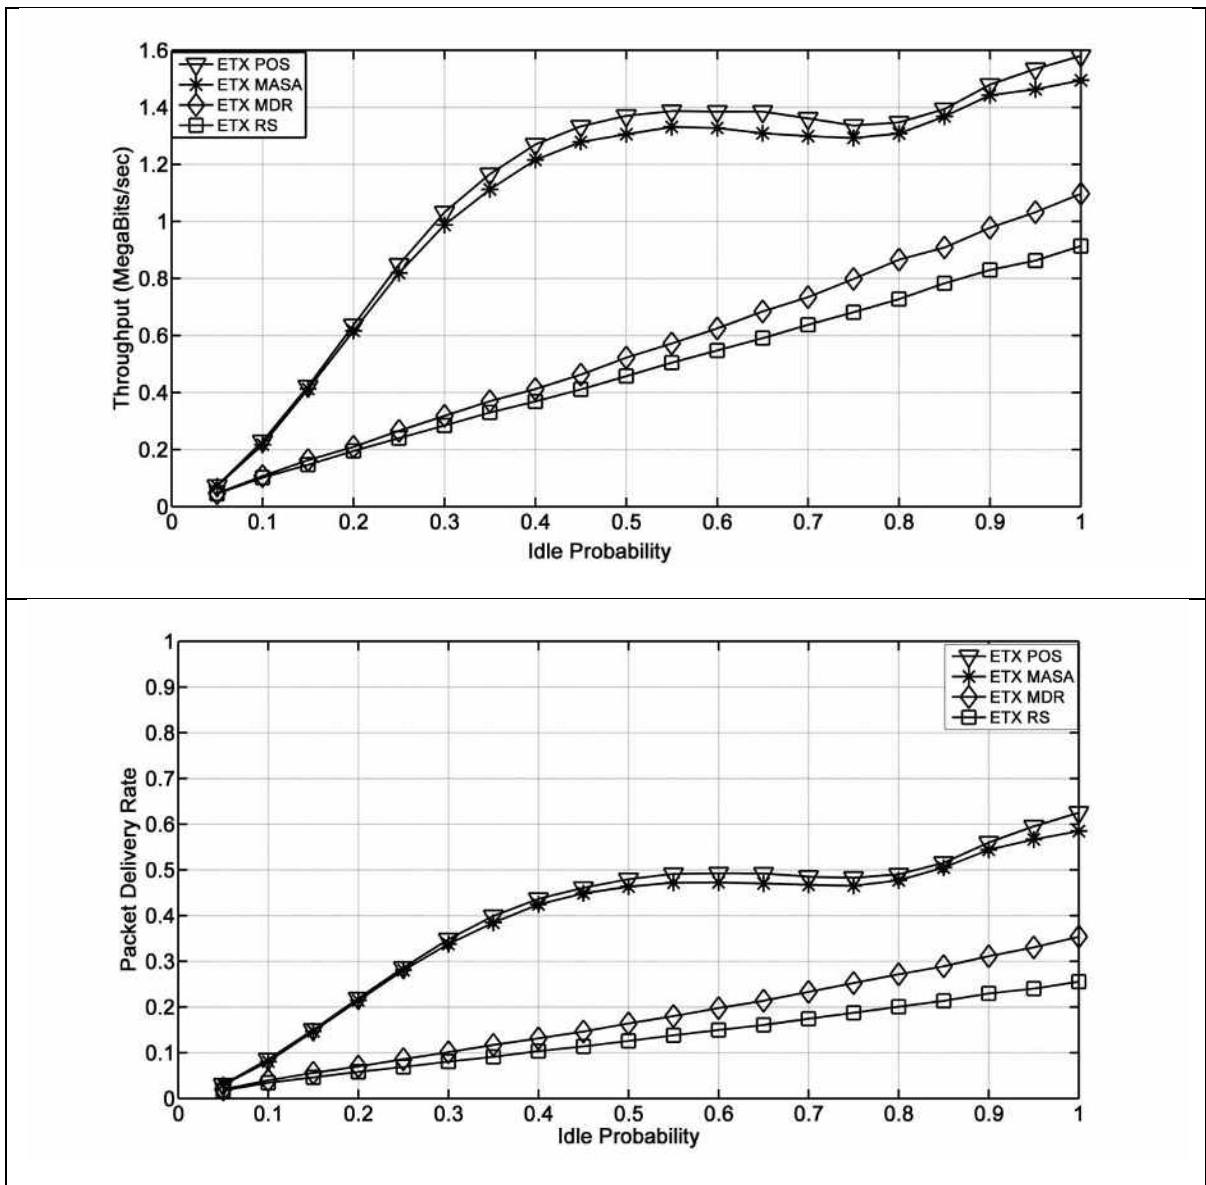 1.6
1.4
1.2
1
0.8
0.6
0.4
0.2
0
Throughput (MegaBits/sec)
ETX POS
ETX MASA
ETX MDR
ETX RS
0 0.1 0.2 0.3 0.4 0.5 0.6 0.7 0.8 0.9 1
Idle Probability
1
0.9
0.8
0.7
0.6
0.5
0.4
0.3
0.2
0.1
0
Packet Delivery Rate
ETX POS
ETX MASA
ETX MDR
ETX RS
0 0.1 0.2 0.3 0.4 0.5 0.6 0.7 0.8 0.9 1
Idle Probability